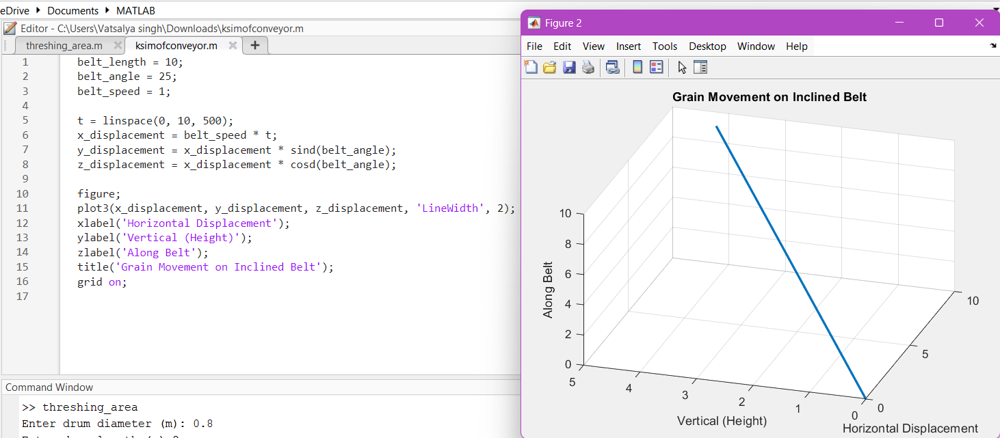 eDrive Documents MATLAB
Editor - C:\Users\Vatsalya singh\Downloads\ksimofconveyor.m
threshing_area.m ksimofconveyor.m
1 belt_length = 10;
2 belt_angle = 25;
3 belt_speed = 1;
4
5 t = linspace(0, 10, 500);
6 x_displacement = belt_speed * t;
7 y_displacement = x_displacement * sind(belt_angle);
8 z_displacement = x_displacement * cosd(belt_angle);
9
10 figure;
11 plot3(x_displacement, y_displacement, z_displacement, 'LineWidth', 2);
12 xlabel('Horizontal Displacement');
13 ylabel('Vertical (Height)');
14 zlabel('Along Belt');
15 title('Grain Movement on Inclined Belt');
16 grid on;
17
Command Window
>> threshing_area
Enter drum diameter (m): 0.8
Figure 2
File Edit View Insert Tools Desktop Window Help
Grain Movement on Inclined Belt
10
8
6
4
2
0
Along Belt
5 4 3 2 1 0
Vertical (Height)
0 5 10
Horizontal Displacement